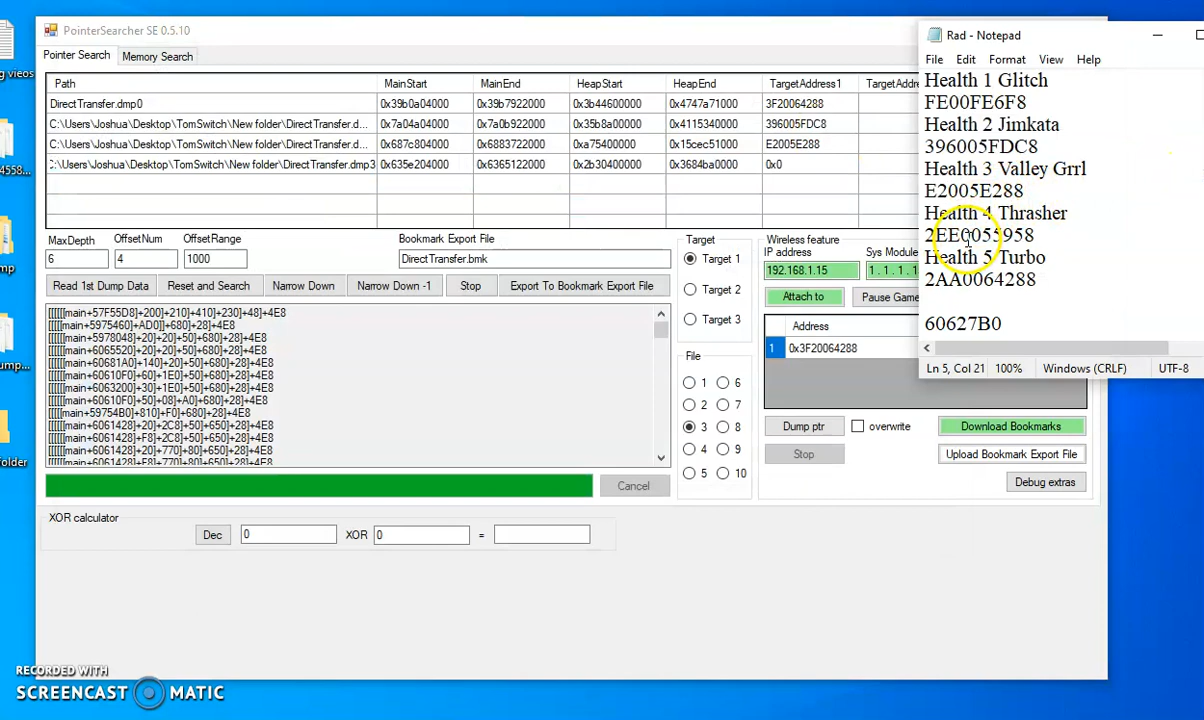 PointerSearcher SE 0.5.10
Pointer Search Memory Search
Path MainStart MainEnd HeapStart HeapEnd TargetAddress1 TargetAddre
DirectTransfer.dmp0 0x39b0a04000 0x39b7922000 0x3b44600000 0x4747a71000 3F20064288
C:\Users\Joshua\Desktop\TomSwitch\New folder\DirectTransfer.d... 0x7a04a04000 0x7a0b922000 0x35b8a00000 0x4115340000 396005FDC8
C:\Users\Joshua\Desktop\TomSwitch\New folder\DirectTransfer.d... 0x687c804000 0x6883722000 0xa75400000 0x15cec51000 E2005E288
C:\Users\Joshua\Desktop\TomSwitch\New folder\DirectTransfer.dmp3 0x635e204000 0x6365122000 0x2b30400000 0x3684ba0000 0x0
MaxDepth OffsetNum OffsetRange Bookmark Export File
6 4 1000 DirectTransfer.bmk
Read 1st Dump Data Reset and Search Narrow Down Narrow Down -1 Stop Export To Bookmark Export File
[[[[[main+57F55D8]+200]+210]+410]+230]+48]+4E8
[[[[main+5975460]+AD0]]+680]+28]+4E8
[[[[[main+5978048]+20]+20]+50]+680]+28]+4E8
[[[[[main+6065520]+20]+20]+50]+680]+28]+4E8
[[[[[main+60681A0]+140]+20]+50]+680]+28]+4E8
[[[[[main+60610F0]+60]+1E0]+50]+680]+28]+4E8
[[[[[main+6063200]+30]+1E0]+50]+680]+28]+4E8
[[[[[main+60610F0]+50]+08]+A0]+680]+28]+4E8
[[[[[main+59754B0]+810]+F0]+680]+28]+4E8
[[[[[main+6061428]+20]+2C8]+50]+650]+28]+4E8
[[[[[main+6061428]+F8]+2C8]+50]+650]+28]+4E8
[[[[[main+6061428]+20]+770]+80]+650]+28]+4E8
[[[[[main+6061428]+F8]+770]+80]+650]+28]+4E8
Cancel
Target
Target 1
Target 2
Target 3
File
1 6
2 7
3 8
4 9
5 10
Wireless feature
IP address Sys Module
192.168.1.15 1 . 1 . 1 . 1
Attach to Pause Game
Address
1 0x3F20064288
Dump ptr overwrite Download Bookmarks
Stop Upload Bookmark Export File
Debug extras
XOR calculator
Dec 0 XOR 0 =
Rad - Notepad
File Edit Format View Help
Health 1 Glitch
FE00FE6F8
Health 2 Jimkata
396005FDC8
Health 3 Valley Grrl
E2005E288
Health 4 Thrasher
2EE0055958
Health 5 Turbo
2AA0064288
60627B0
Ln 5, Col 21 100% Windows (CRLF) UTF-8
g vieos
4558...
mp
ump...
folder
RECORDED WITH
SCREENCAST MATIC